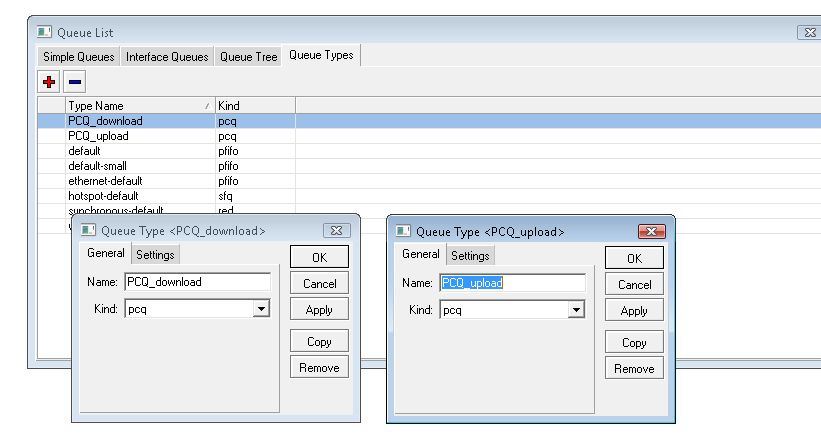 Queue List
Simple Queues Interface Queues Queue Tree Queue Types
Type Name Kind
PCQ_download pcq
PCQ_upload pcq
default pfifo
default-small pfifo
ethernet-default pfifo
hotspot-default sfq
synchronous-default red
Queue Type <PCQ_download>
General Settings
OK
Name: PCQ_download
Cancel
Kind: pcq
Apply
Copy
Remove
Queue Type <PCQ_upload>
General Settings
OK
Name: PCQ_upload
Cancel
Kind: pcq
Apply
Copy
Remove